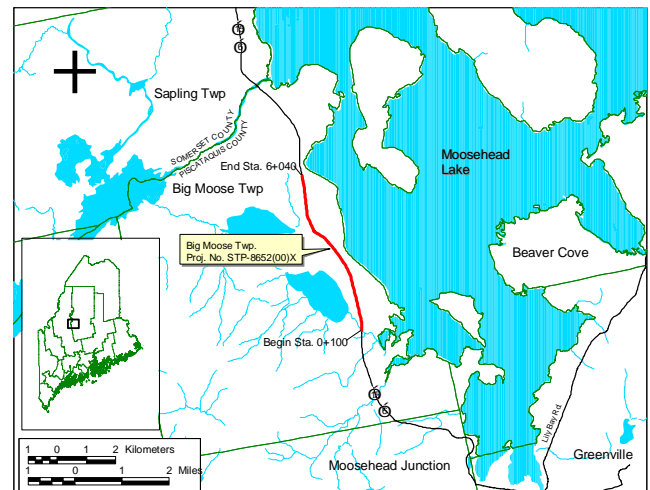 Sapling Twp
SOMERSET COUNTY
PISCATAQUIS COUNTY
End Sta. 6+040
Moosehead
Lake
Big Moose Twp
Big Moose Twp.
Proj. No. STP-8652(00)X
Beaver Cove
Begin Sta. 0+100
Lily Bay Rd
Greenville
Moosehead Junction
1 0 1 2 Kilometers
1 0 1 2 Miles